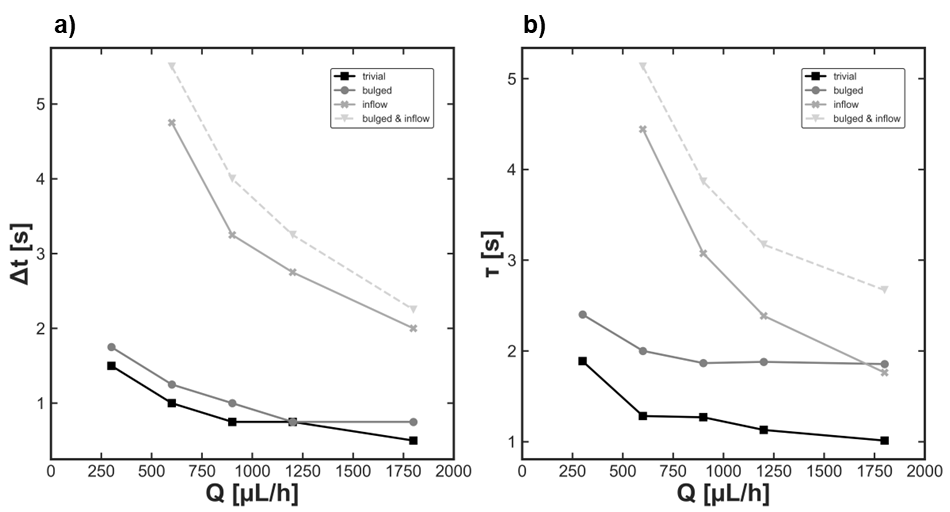 a)
5
4
3
2
1
Δt [s]
0 250 500 750 1000 1250 1500 1750 2000
Q [µL/h]
trivial
bulged
inflow
bulged & inflow
b)
5
4
3
2
1
τ [s]
0 250 500 750 1000 1250 1500 1750 2000
Q [µL/h]
trivial
bulged
inflow
bulged & inflow